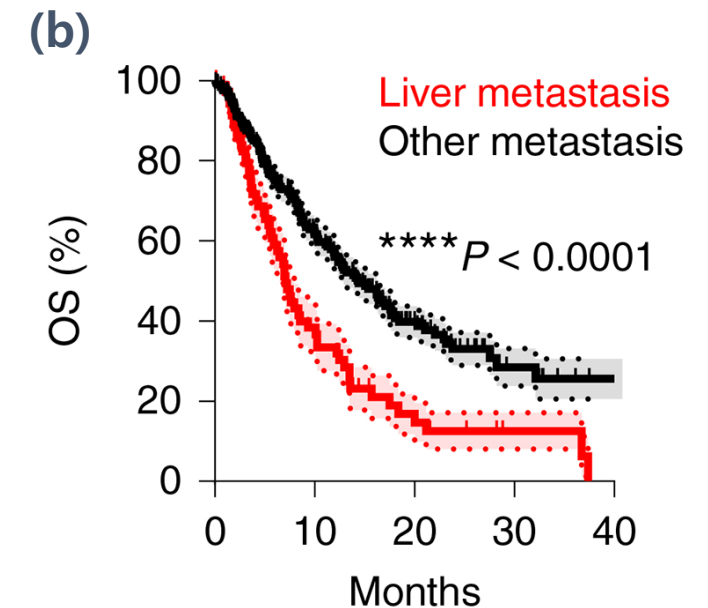 (b)
100
80
60
40
20
0
OS (%)
Liver metastasis
Other metastasis
****P < 0.0001
0 10 20 30 40
Months